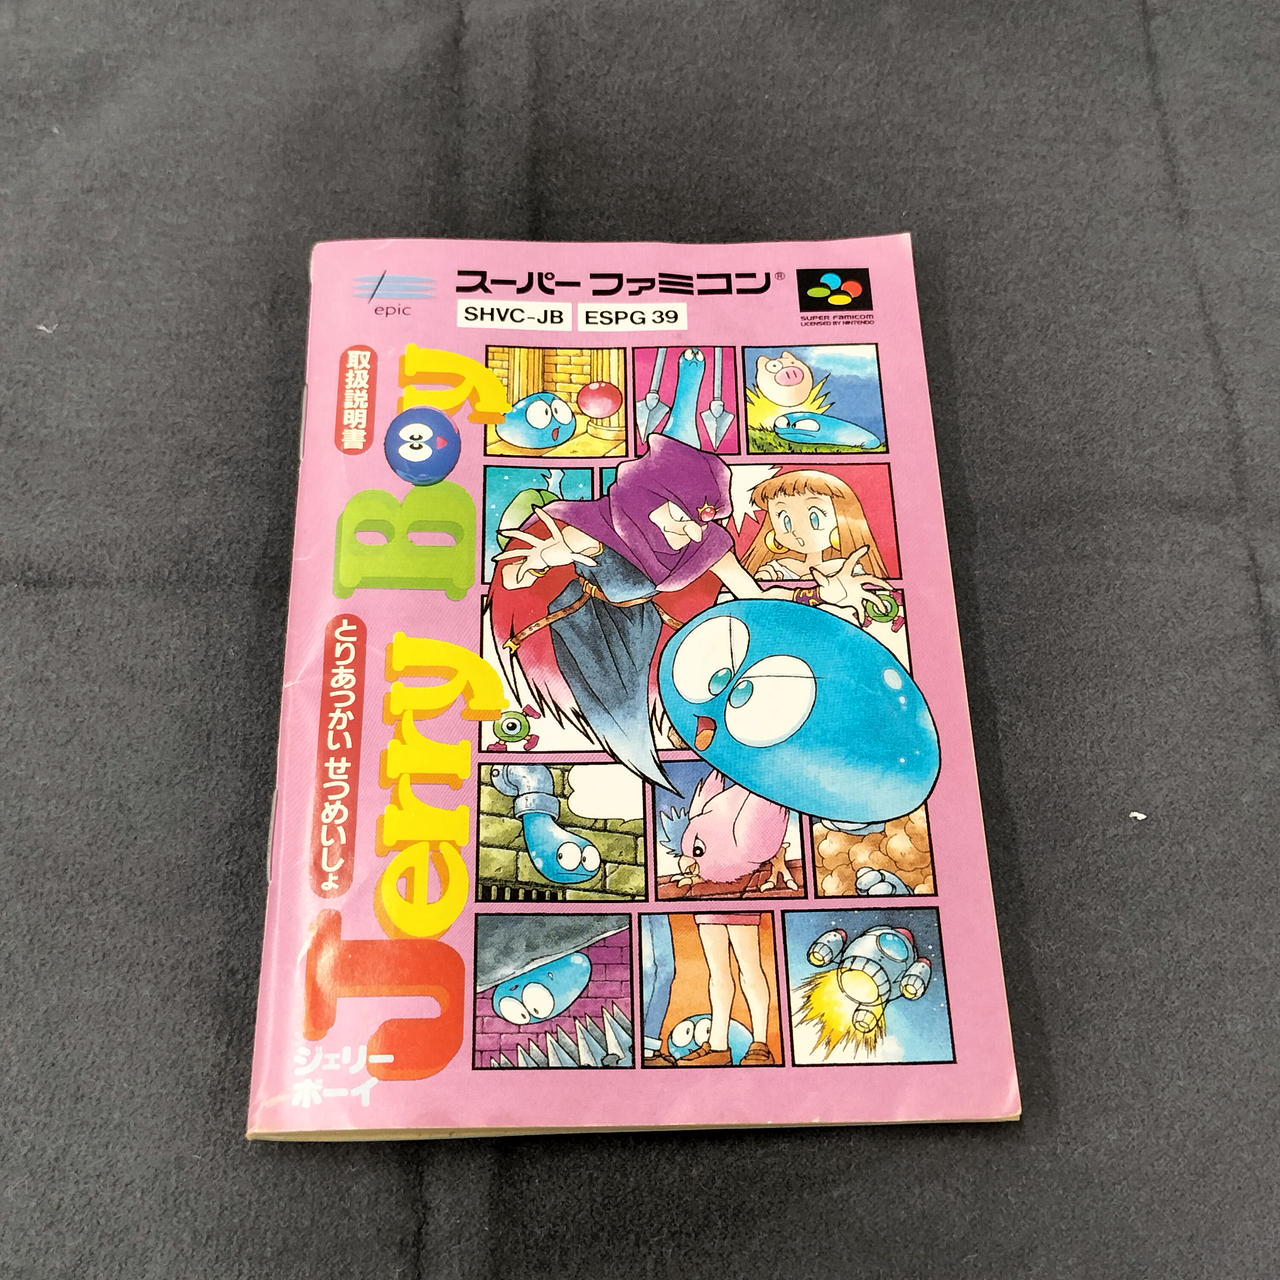 epic
スーパーファミコン®
SHVC-JB
ESPG 39
SUPER FAMICOM
LICENSED BY NINTENDO
取扱説明書
とりあつかいせつめいしょ
Jerry Boy
ジェリー
ボーイ